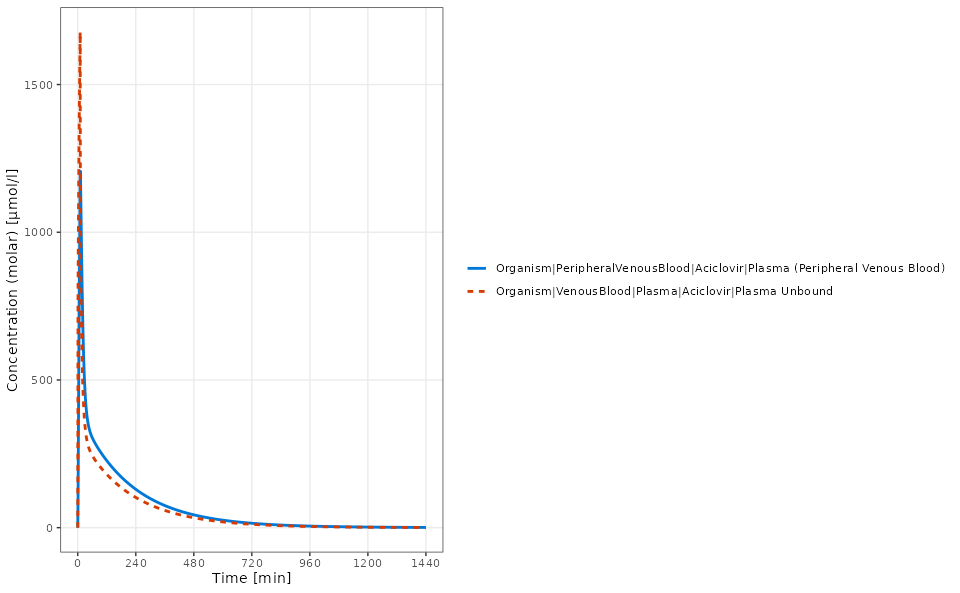 1500
1000
500
0
Concentration (molar) [µmol/l]
0 240 480 720 960 1200 1440
Time [min]
Organism|PeripheralVenousBlood|Aciclovir|Plasma (Peripheral Venous Blood)
Organism|VenousBlood|Plasma|Aciclovir|Plasma Unbound